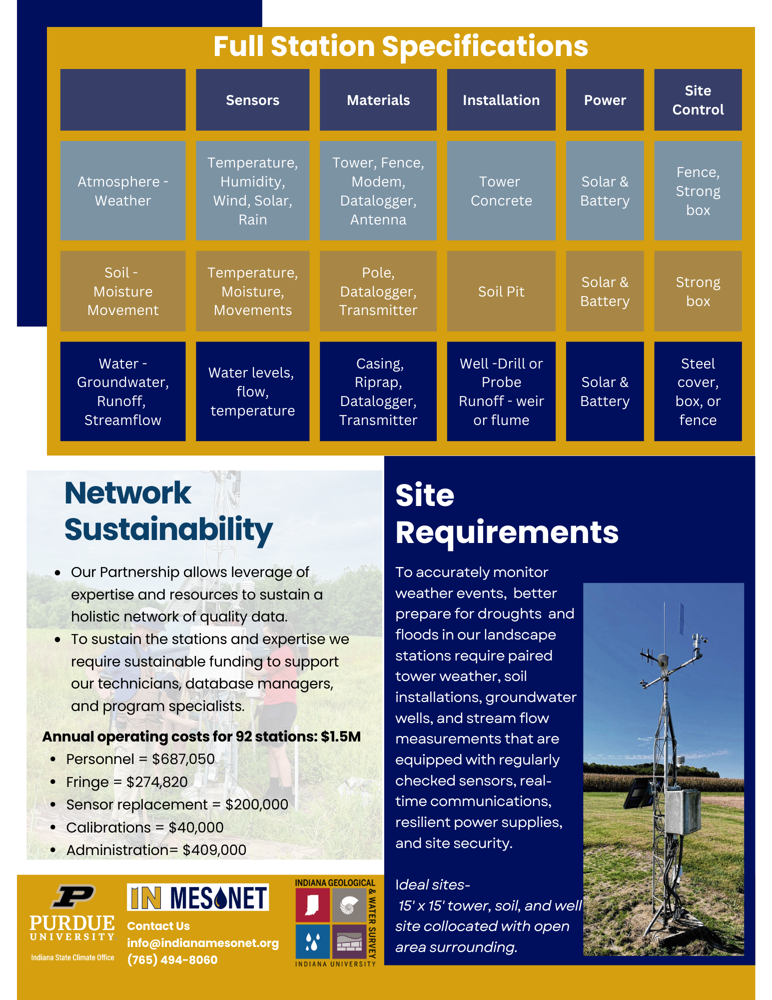 Full Station Specifications
Sensors
Materials
Installation
Power
Site
Control
Atmosphere -
Weather
Temperature,
Humidity,
Wind, Solar,
Rain
Tower, Fence,
Modem,
Datalogger,
Antenna
Tower
Concrete
Solar &
Battery
Fence,
Strong
box
Soil -
Moisture
Movement
Temperature,
Moisture,
Movements
Pole,
Datalogger,
Transmitter
Soil Pit
Solar &
Battery
Strong
box
Water -
Groundwater,
Runoff,
Streamflow
Water levels,
flow,
temperature
Casing,
Riprap,
Datalogger,
Transmitter
Well -Drill or
Probe
Runoff - weir
or flume
Solar &
Battery
Steel
cover,
box, or
fence
Network
Sustainability
• Our Partnership allows leverage of
expertise and resources to sustain a
holistic network of quality data.
• To sustain the stations and expertise we
require sustainable funding to support
our technicians, database managers,
and program specialists.
Annual operating costs for 92 stations: $1.5M
• Personnel = $687,050
• Fringe = $274,820
• Sensor replacement = $200,000
• Calibrations = $40,000
• Administration= $409,000
Site
Requirements
To accurately monitor
weather events,  better
prepare for droughts  and
floods in our landscape
stations require paired
tower weather, soil
installations, groundwater
wells, and stream flow
measurements that are
equipped with regularly
checked sensors, real-
time communications,
resilient power supplies,
and site security.
Ideal sites-
15' x 15' tower, soil, and well
site collocated with open
area surrounding.
P
PURDUE
UNIVERSITY
Indiana State Climate Office
IN MESONET
Contact Us
info@indianamesonet.org
(765) 494-8060
INDIANA GEOLOGICAL
& WATER SURVEY
INDIANA UNIVERSITY